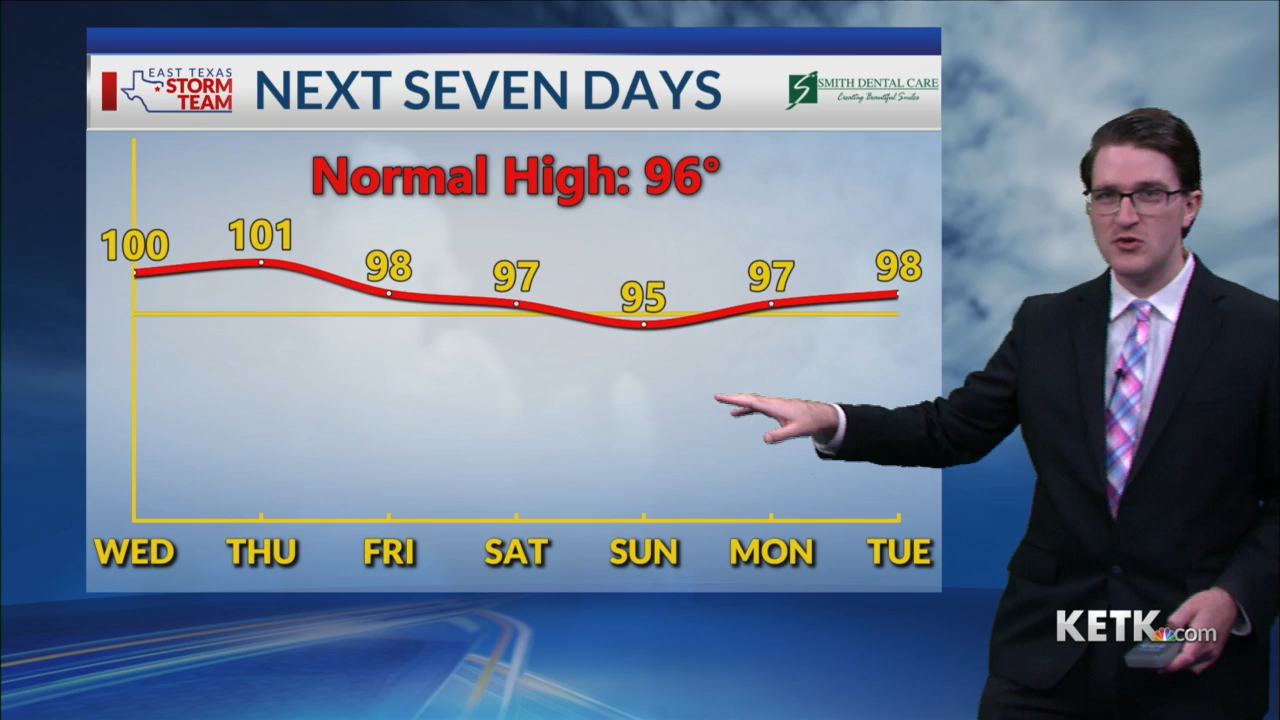 EAST TEXAS
STORM
TEAM
NEXT SEVEN DAYS
SMITH DENTAL CARE
Creating Beautiful Smiles
Normal High: 96°
100 101 98 97 95 97 98
WED THU FRI SAT SUN MON TUE
KETK.com